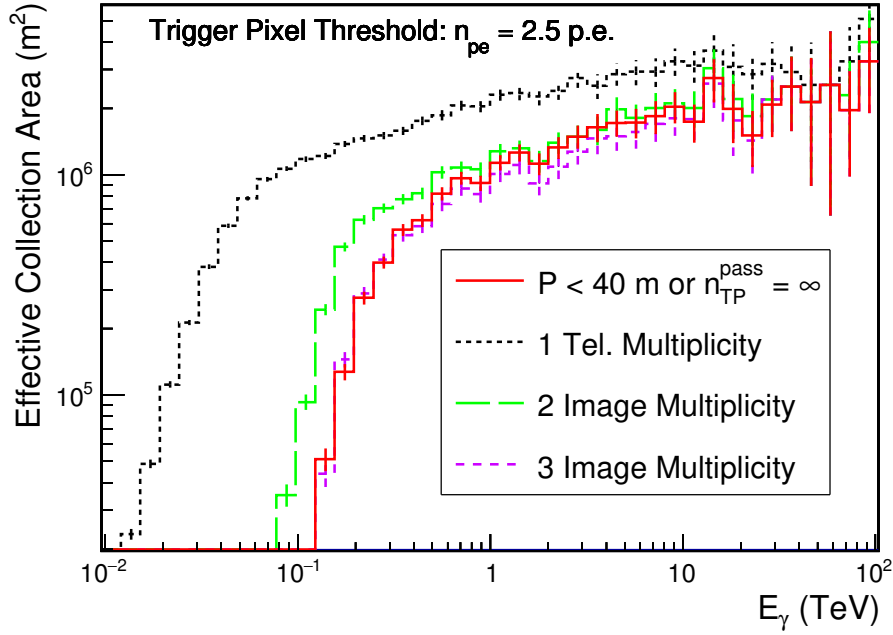 Trigger Pixel Threshold: n_pe = 2.5 p.e.
Effective Collection Area (m²)
10⁶
10⁵
P < 40 m or n_TP^pass = ∞
1 Tel. Multiplicity
2 Image Multiplicity
3 Image Multiplicity
10⁻² 10⁻¹ 1 10 10²
E_γ (TeV)